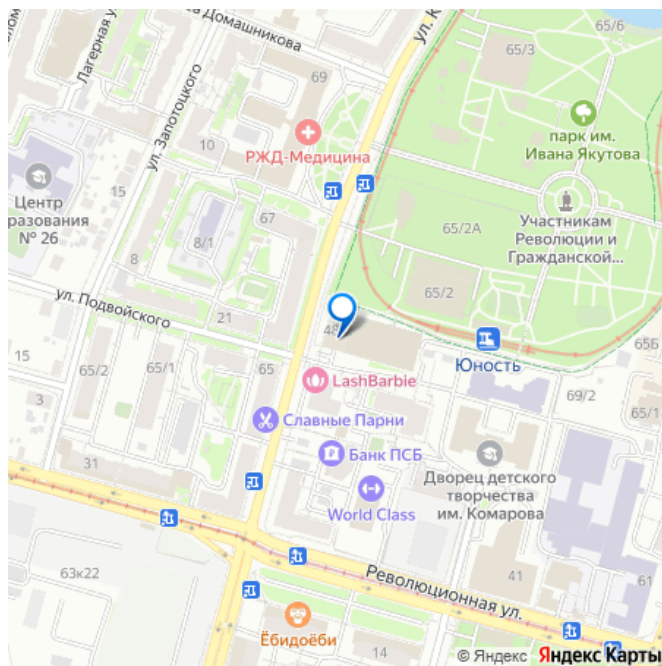 а Домашникова
ул. К
65/6
65/3
Лагерная у
69
ул. Запотоцкого
парк им.
Ивана Якутова
10
РЖД-Медицина
Центр
разования
№ 26
15
Участникам
Революции и
Гражданской...
67
65/2А
8/1
8
65/2
ул. Подвойского
21
48
Юность
65Б
15
65/2
65/1
65
LashBarbie
69/2
3
65/1
Славные Парни
31
Банк ПСБ
Дворец детского
творчества
им. Комарова
World Class
63к22
Революционная ул.
41
61
Ёбидоёби
14
© Яндекс Яндекс Карты